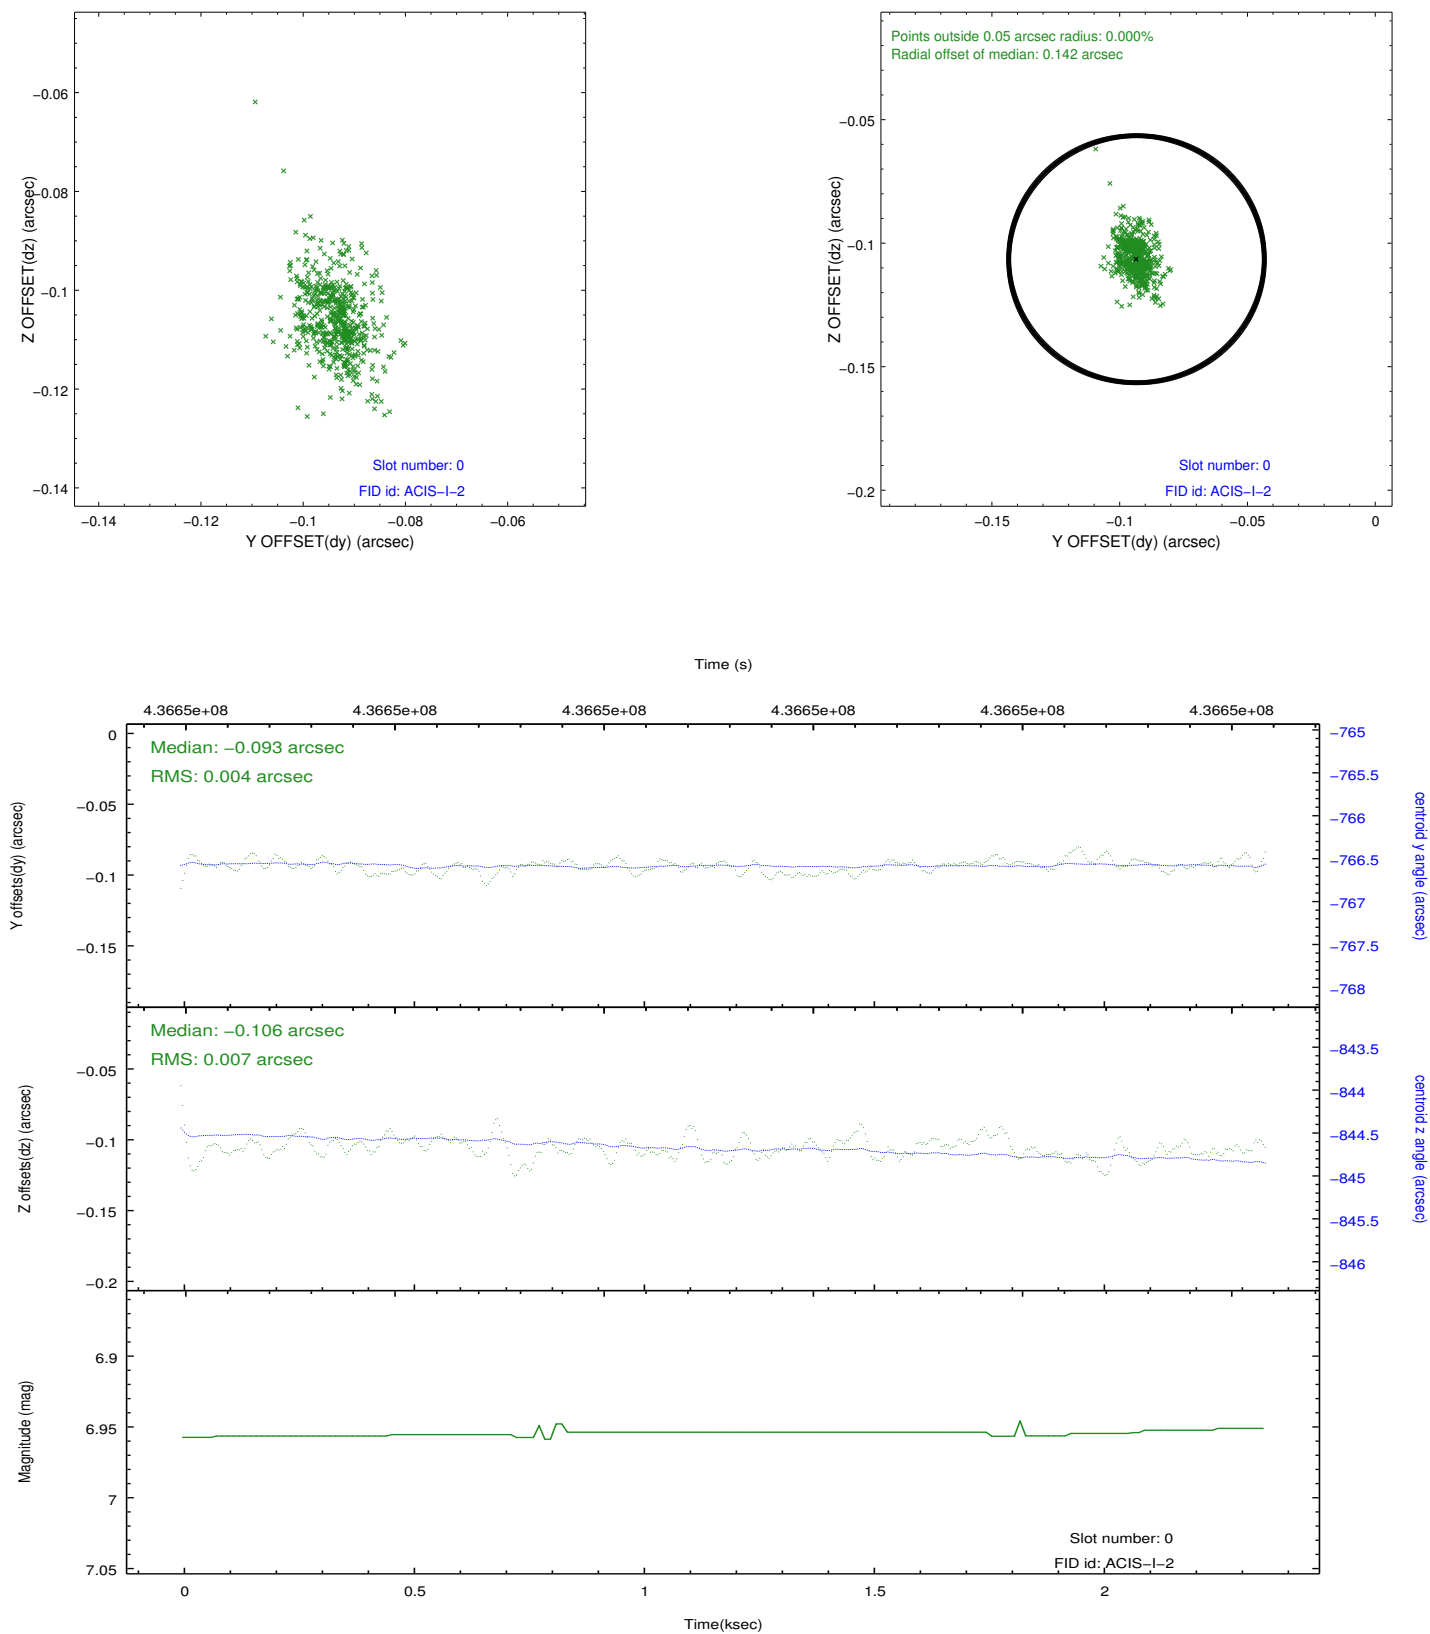 −0.06
−0.08
−0.1
−0.12
−0.14
Z OFFSET(dz) (arcsec)
Slot number: 0
FID id: ACIS−I−2
−0.14
−0.12
−0.1
−0.08
−0.06
Y OFFSET(dy) (arcsec)
Points outside 0.05 arcsec radius: 0.000%
Radial offset of median: 0.142 arcsec
−0.05
−0.1
−0.15
−0.2
Z OFFSET(dz) (arcsec)
Slot number: 0
FID id: ACIS−I−2
−0.15
−0.1
−0.05
0
Y OFFSET(dy) (arcsec)
Time (s)
4.3665e+08
4.3665e+08
4.3665e+08
4.3665e+08
4.3665e+08
4.3665e+08
Median: −0.093 arcsec
RMS: 0.004 arcsec
0
−0.05
−0.1
−0.15
Y offsets(dy) (arcsec)
−765
−765.5
−766
−766.5
−767
−767.5
−768
centroid y angle (arcsec)
Median: −0.106 arcsec
RMS: 0.007 arcsec
−0.05
−0.1
−0.15
−0.2
Z offsets(dz) (arcsec)
−843.5
−844
−844.5
−845
−845.5
−846
centroid z angle (arcsec)
6.9
6.95
7
7.05
Magnitude (mag)
Slot number: 0
FID id: ACIS−I−2
0
0.5
1
1.5
2
Time(ksec)